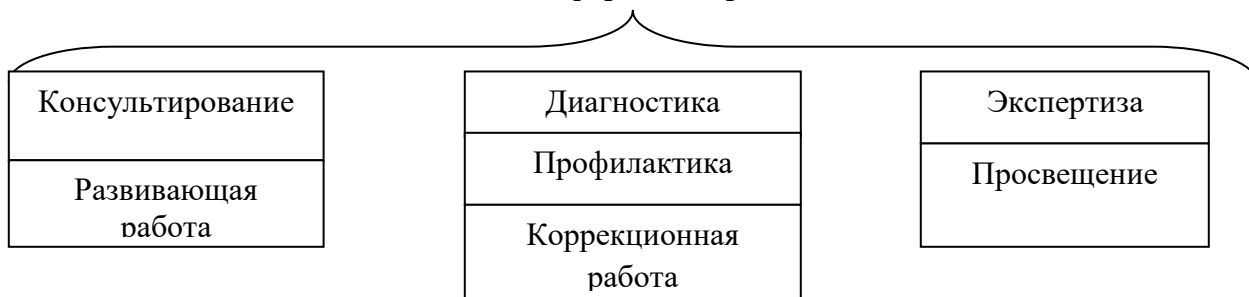 Консультирование
Развивающая
работа
Диагностика
Профилактика
Коррекционная
работа
Экспертиза
Просвещение